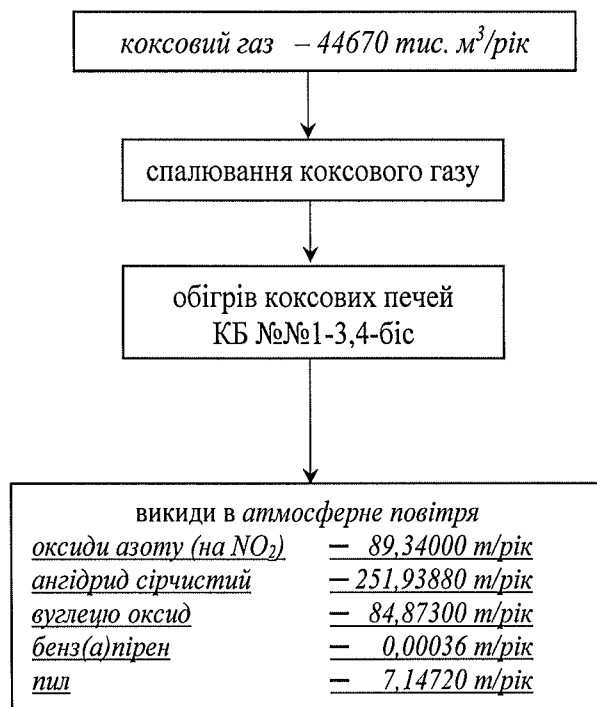 коксовий газ – 44670 тис. м³/рік
спалювання коксового газу
обігрів коксових печей
КБ №№1-3,4-біс
викиди в атмосферне повітря
оксиди азоту (на NO₂) – 89,34000 т/рік
ангідрид сірчистий – 251,93880 т/рік
вуглецю оксид – 84,87300 т/рік
бенз(а)пірен – 0,00036 т/рік
пил – 7,14720 т/рік